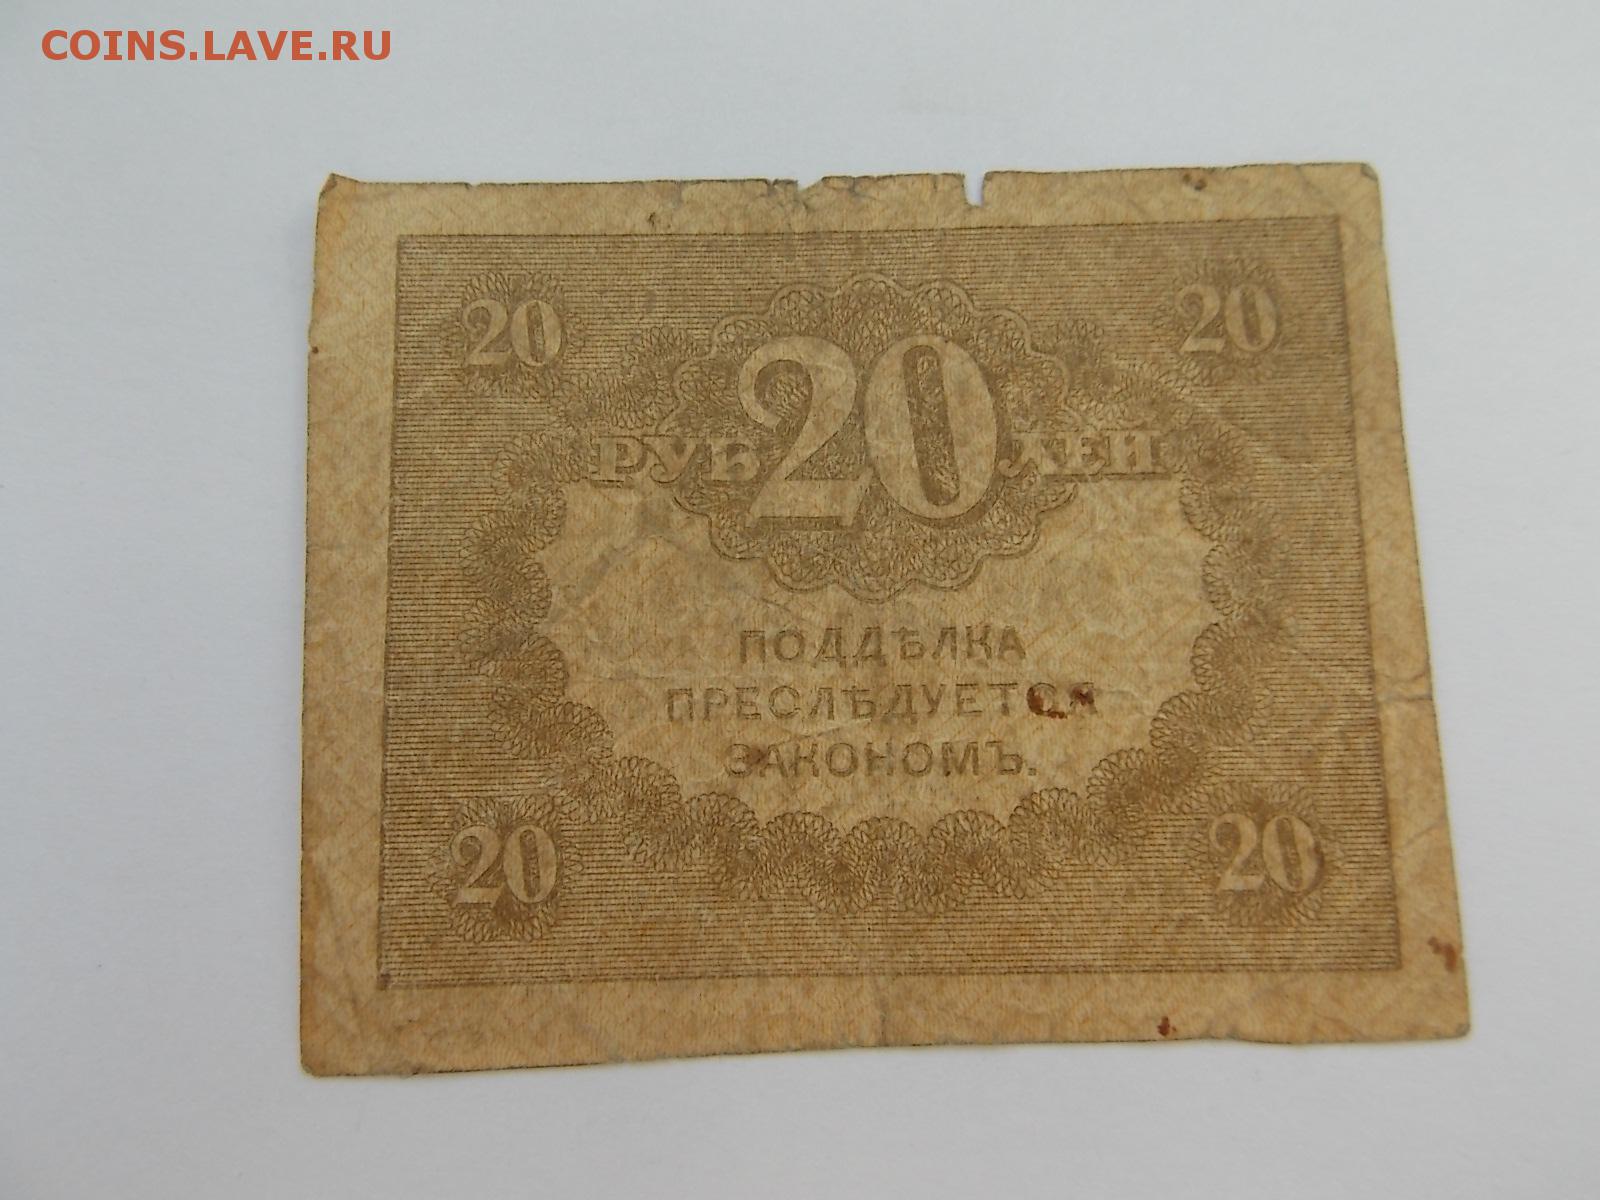 COINS.LAVE.RU
20 20
РУБ 20 ЛЕЙ
ПОДДѢЛКА
ПРЕСЛѢДУЕТСЯ
ЗАКОНОМЪ.
20 20